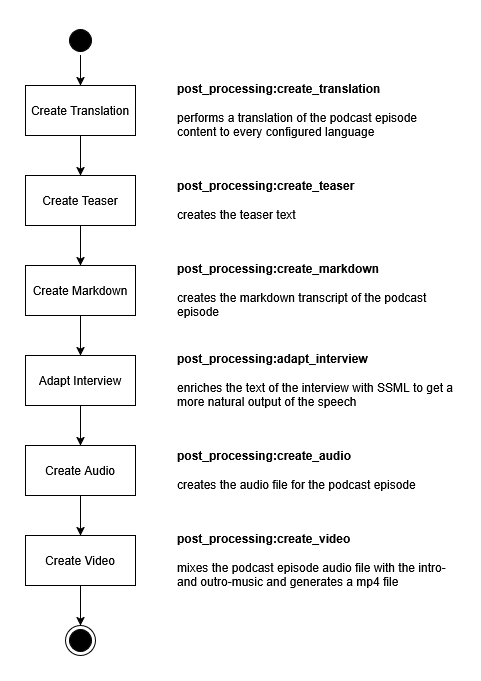 Create Translation
post_processing:create_translation
performs a translation of the podcast episode
content to every configured language
Create Teaser
post_processing:create_teaser
creates the teaser text
Create Markdown
post_processing:create_markdown
creates the markdown transcript of the podcast
episode
Adapt Interview
post_processing:adapt_interview
enriches the text of the interview with SSML to get a
more natural output of the speech
Create Audio
post_processing:create_audio
creates the audio file for the podcast episode
Create Video
post_processing:create_video
mixes the podcast episode audio file with the intro-
and outro-music and generates a mp4 file